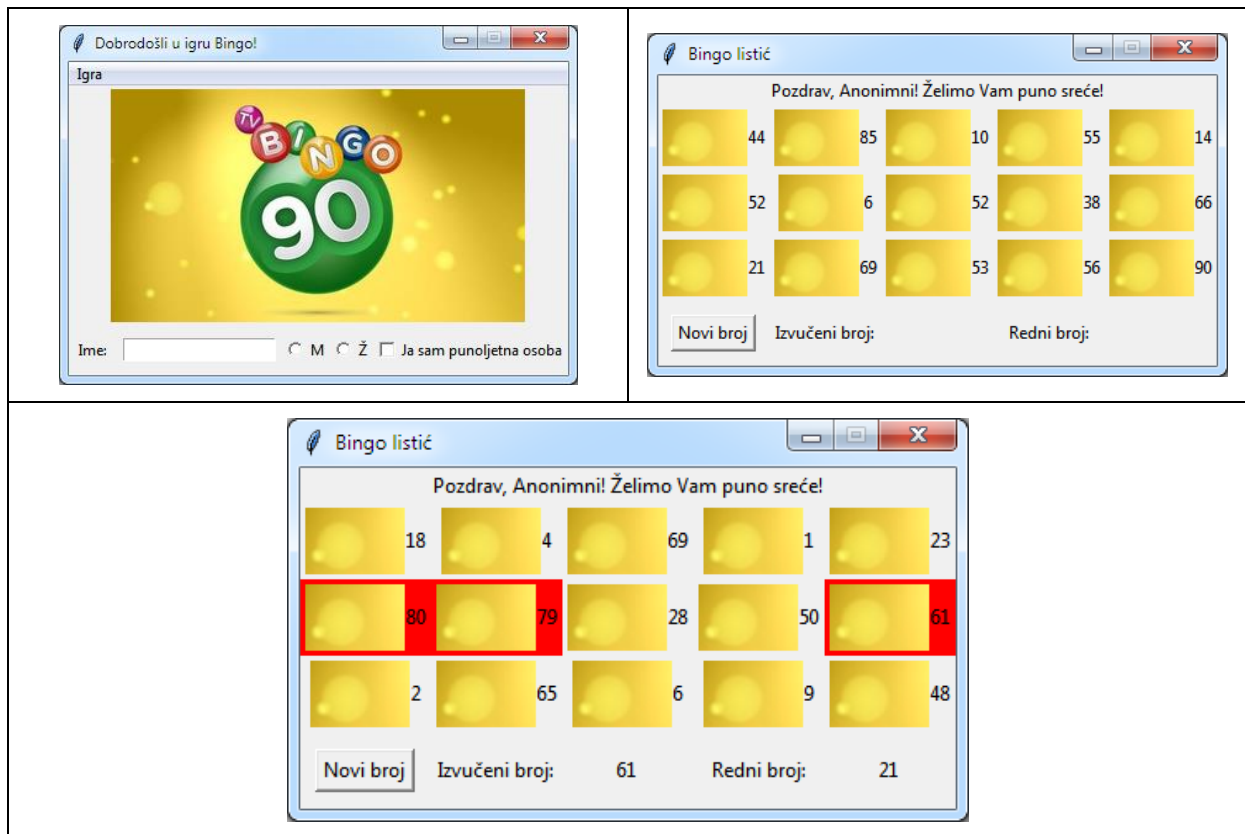 Dobrodošli u igru Bingo!
Igra
TV
BINGO
90
Ime: M Ž Ja sam punoljetna osoba
Bingo listić
Pozdrav, Anonimni! Želimo Vam puno sreće!
44 85 10 55 14
52 6 52 38 66
21 69 53 56 90
Novi broj Izvučeni broj: Redni broj:
Bingo listić
Pozdrav, Anonimni! Želimo Vam puno sreće!
18 4 69 1 23
80 79 28 50 61
2 65 6 9 48
Novi broj Izvučeni broj: 61 Redni broj: 21